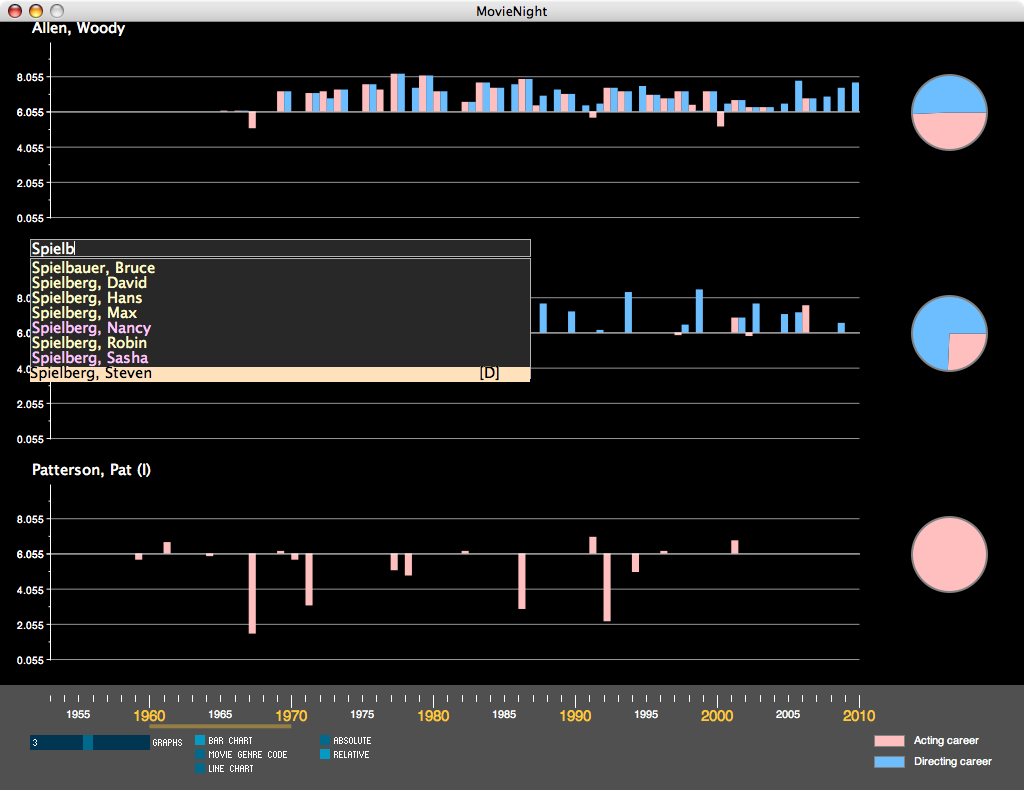 MovieNight
Allen, Woody
8.055
6.055
4.055
2.055
0.055
Spielb
Spielbauer, Bruce
Spielberg, David
Spielberg, Hans
8.0
Spielberg, Max
Spielberg, Nancy
6.0
Spielberg, Robin
Spielberg, Sasha
4.0
Spielberg, Steven [D]
2.055
0.055
Patterson, Pat (I)
8.055
6.055
4.055
2.055
0.055
1955 1960 1965 1970 1975 1980 1985 1990 1995 2000 2005 2010
3 GRAPHS BAR CHART ABSOLUTE Acting career
MOVIE GENRE CODE RELATIVE Directing career
LINE CHART